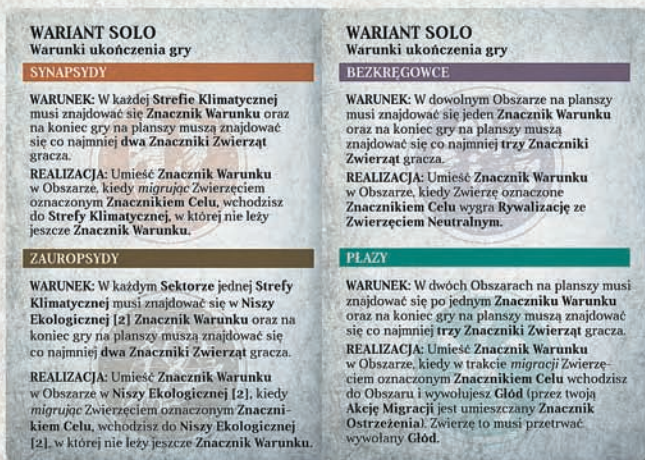 WARIANT SOLO
Warunki ukończenia gry
SYNAPSYDY
WARUNEK: W każdej Strefie Klimatycznej
musi znajdować się Znacznik Warunku oraz
na koniec gry na planszy muszą znajdować
się co najmniej dwa Znaczniki Zwierząt
gracza.
REALIZACJA: Umieść Znacznik Warunku
w Obszarze, kiedy migrując Zwierzęciem
oznaczonym Znacznikiem Celu, wchodzisz
do Strefy Klimatycznej, w której nie leży
jeszcze Znacznik Warunku.
ZAUROPSYDY
WARUNEK: W każdym Sektorze jednej Strefy
Klimatycznej musi znajdować się w Niszy
Ekologicznej [2] Znacznik Warunku oraz na
koniec gry na planszy muszą znajdować
się co najmniej dwa Znaczniki Zwierząt gracza.
REALIZACJA: Umieść Znacznik Warunku
w Obszarze w Niszy Ekologicznej [2], kiedy
migrując Zwierzęciem oznaczonym Znaczni-
kiem Celu, wchodzisz do Niszy Ekologicznej
[2], w której nie leży jeszcze Znacznik Warunku.
WARIANT SOLO
Warunki ukończenia gry
BEZKRĘGOWCE
WARUNEK: W dowolnym Obszarze na planszy
musi znajdować się jeden Znacznik Warunku
oraz na koniec gry na planszy muszą
znajdować się co najmniej trzy Znaczniki
Zwierząt gracza.
REALIZACJA: Umieść Znacznik Warunku
w Obszarze, kiedy Zwierzę oznaczone
Znacznikiem Celu wygra Rywalizację ze
Zwierzęciem Neutralnym.
PŁAZY
WARUNEK: W dwóch Obszarach na planszy musi
znajdować się po jednym Znaczniku Warunku
oraz na koniec gry na planszy muszą znajdować
się co najmniej trzy Znaczniki Zwierząt gracza.
REALIZACJA: Umieść Znacznik Warunku
w Obszarze, kiedy w trakcie migracji Zwierzę-
ciem oznaczonym Znacznikiem Celu wchodzisz
do Obszaru i wywołujesz Głód (przez twoją
Akcję Migracji jest umieszczany Znacznik
Ostrzeżenia). Zwierzę to musi przetrwać
wywołany Głód.